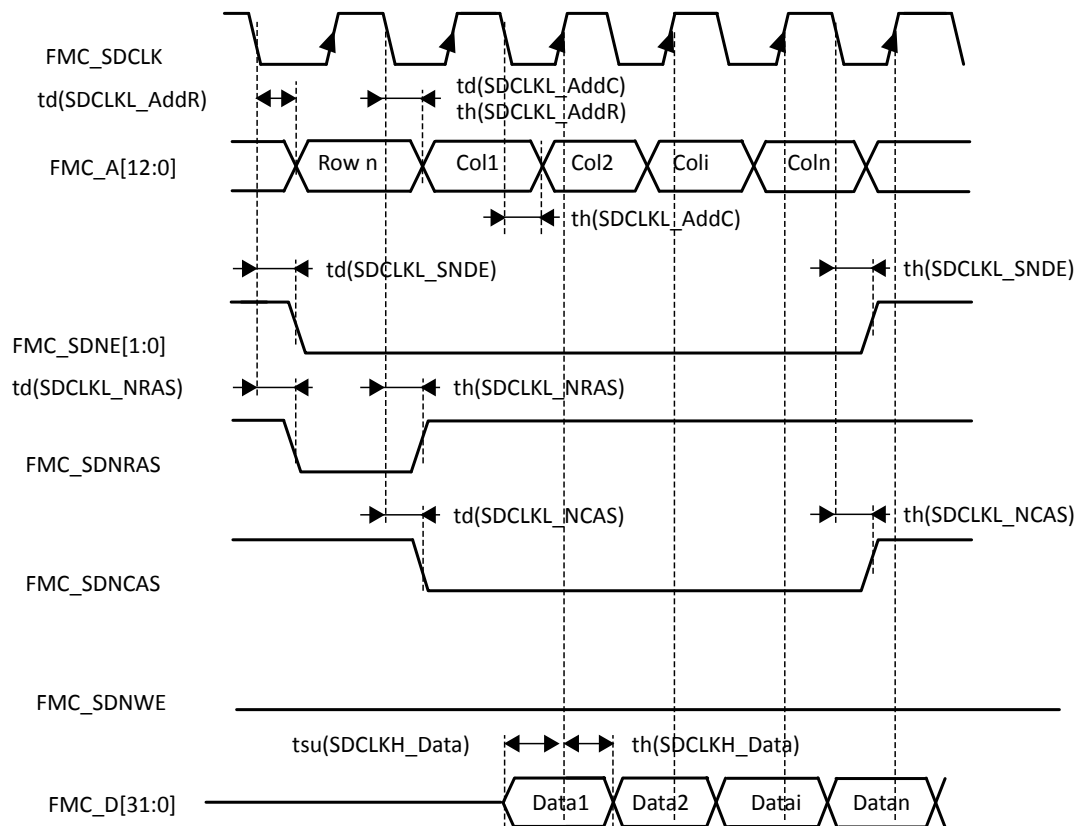 FMC_SDCLK
td(SDCLKL_AddR)
td(SDCLKL_AddC)
th(SDCLKL_AddR)
FMC_A[12:0]
Row n
Col1
Col2
Coli
Coln
th(SDCLKL_AddC)
td(SDCLKL_SNDE)
th(SDCLKL_SNDE)
FMC_SDNE[1:0]
td(SDCLKL_NRAS)
th(SDCLKL_NRAS)
FMC_SDNRAS
td(SDCLKL_NCAS)
th(SDCLKL_NCAS)
FMC_SDNCAS
FMC_SDNWE
tsu(SDCLKH_Data)
th(SDCLKH_Data)
FMC_D[31:0]
Data1
Data2
Datai
Datan